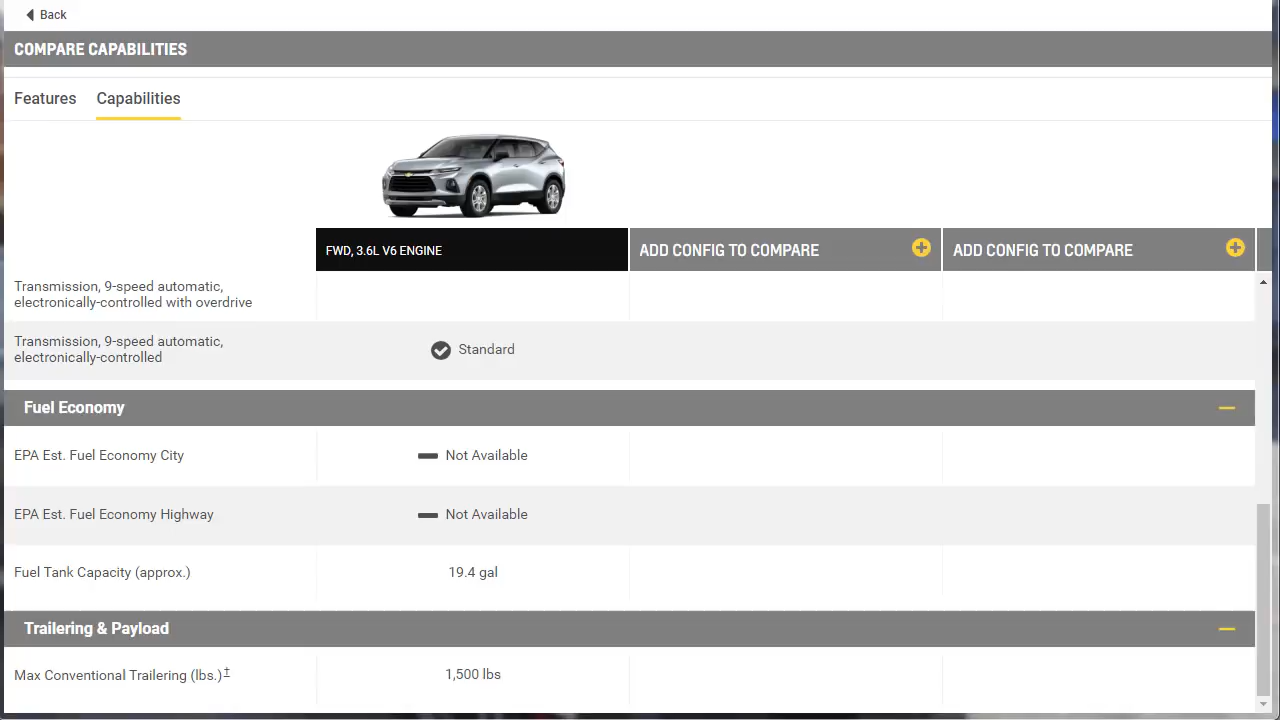 Back
COMPARE CAPABILITIES
Features Capabilities
FWD, 3.6L V6 ENGINE ADD CONFIG TO COMPARE ADD CONFIG TO COMPARE
Transmission, 9-speed automatic,
electronically-controlled with overdrive
Transmission, 9-speed automatic,
electronically-controlled
Standard
Fuel Economy
EPA Est. Fuel Economy City Not Available
EPA Est. Fuel Economy Highway Not Available
Fuel Tank Capacity (approx.) 19.4 gal
Trailering & Payload
Max Conventional Trailering (lbs.)† 1,500 lbs